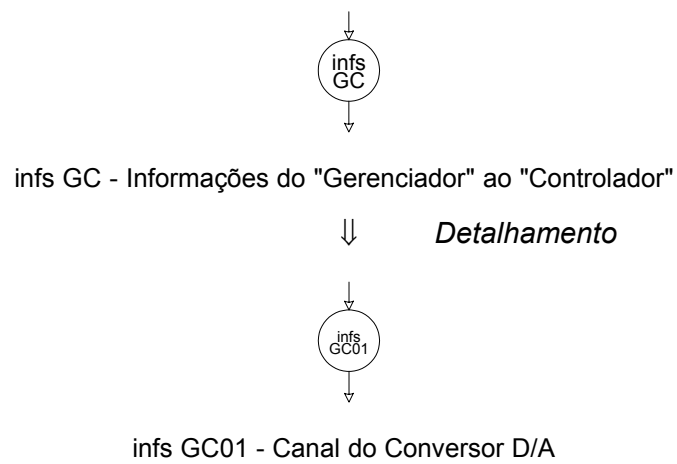 infs
GC
infs GC - Informações do "Gerenciador" ao "Controlador"
⇓ Detalhamento
infs
GC01
infs GC01 - Canal do Conversor D/A